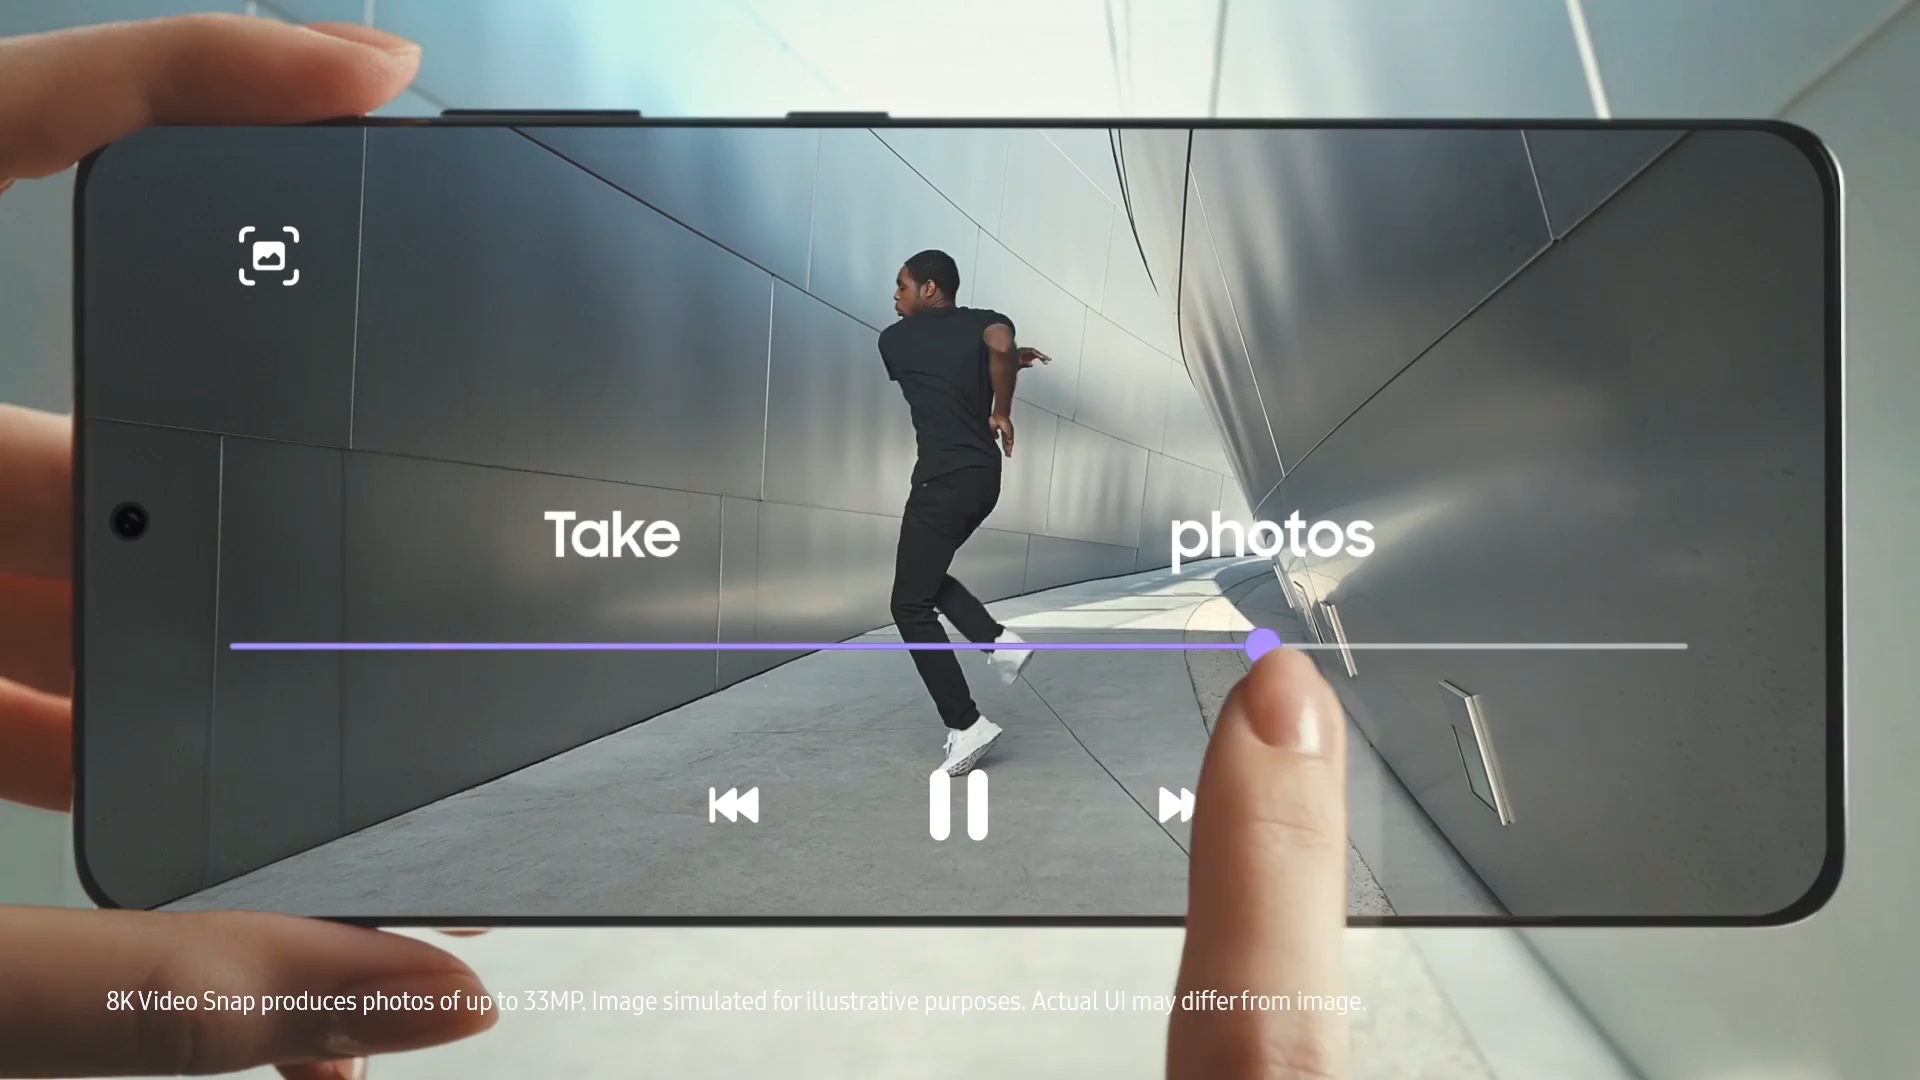 Take photos
8K Video Snap produces photos of up to 33MP. Image simulated for illustrative purposes. Actual UI may differ from image.